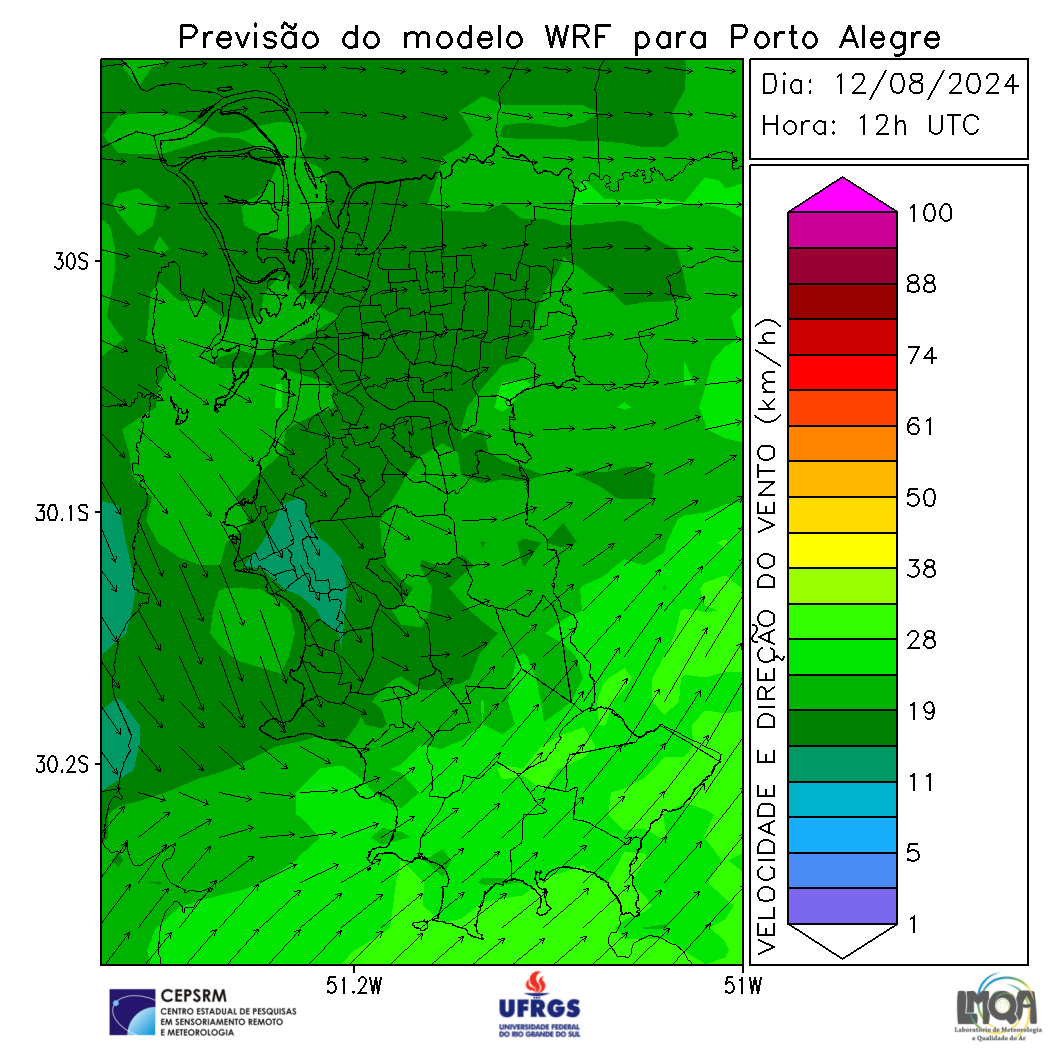 Previsão do modelo WRF para Porto Alegre
Dia: 12/08/2024
Hora: 12h UTC
30S
30.1S
30.2S
51.2W
51W
VELOCIDADE E DIREÇÃO DO VENTO (km/h)
100
88
74
61
50
38
28
19
11
5
1
CEPSRM
CENTRO ESTADUAL DE PESQUISAS
EM SENSORIAMENTO REMOTO
E METEOROLOGIA
UFRGS
UNIVERSIDADE FEDERAL
DO RIO GRANDE DO SUL
LMQA
Laboratório de Meteorologia
e Qualidade do Ar